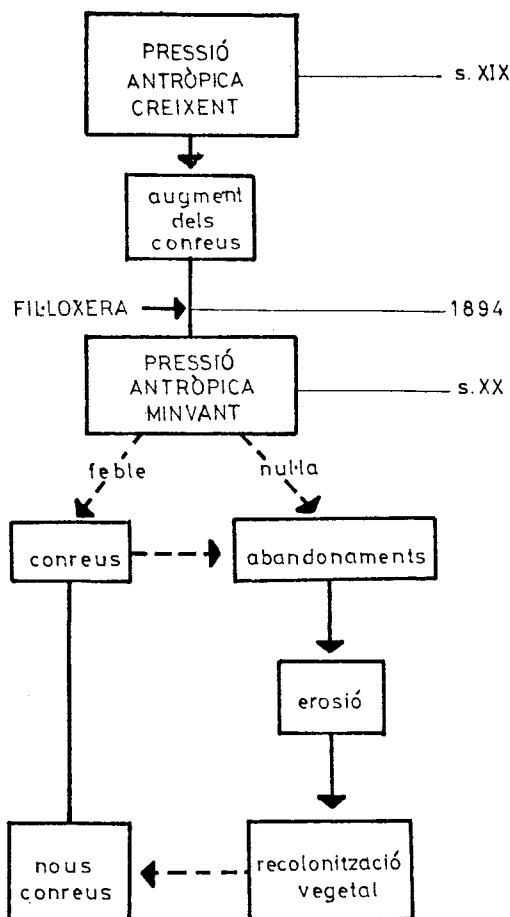 PRESSIÓ
ANTRÒPICA
CREIXENT
s. XIX
augment
dels
conreus
FIL·LOXERA
1894
PRESSIÓ
ANTRÒPICA
MINVANT
s. XX
feble
nul·la
conreus
abandonaments
erosió
nous
conreus
recolonització
vegetal